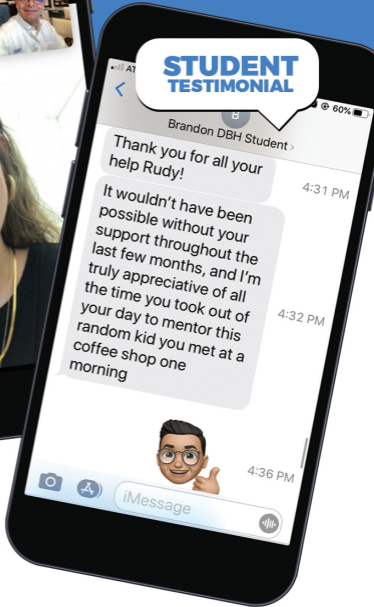 STUDENT
TESTIMONIAL
60%
B
Brandon DBH Student
Thank you for all your
help Rudy!
4:31 PM
It wouldn't have been
possible without your
support throughout the
last few months, and I'm
truly appreciative of all
the time you took out of
your day to mentor this
random kid you met at a
coffee shop one
morning
4:32 PM
4:36 PM
iMessage